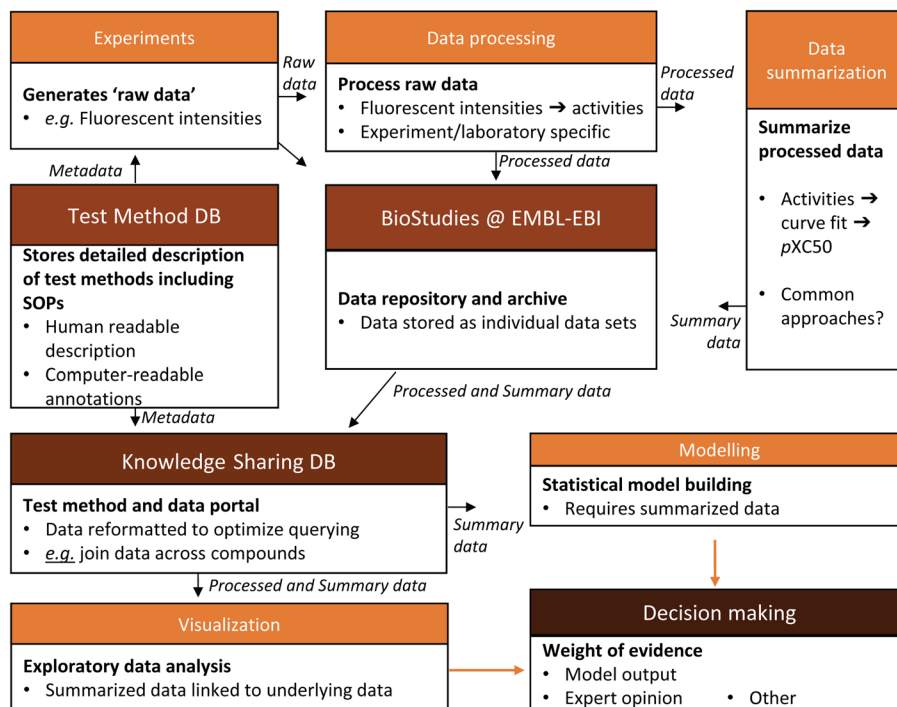 Experiments
Generates ‘raw data’
• e.g. Fluorescent intensities
Raw
data
Data processing
Process raw data
• Fluorescent intensities ➔ activities
• Experiment/laboratory specific
Processed
data
Data
summarization
Summarize
processed data
• Activities ➔
curve fit ➔
pXC50
• Common
approaches?
Metadata
Processed data
Test Method DB
Stores detailed description
of test methods including
SOPs
• Human readable
description
• Computer-readable
annotations
BioStudies @ EMBL-EBI
Data repository and archive
• Data stored as individual data sets
Summary
data
Metadata
Processed and Summary data
Knowledge Sharing DB
Test method and data portal
• Data reformatted to optimize querying
• e.g. join data across compounds
Summary
data
Modelling
Statistical model building
• Requires summarized data
Processed and Summary data
Visualization
Exploratory data analysis
• Summarized data linked to underlying data
Decision making
Weight of evidence
• Model output
• Expert opinion • Other